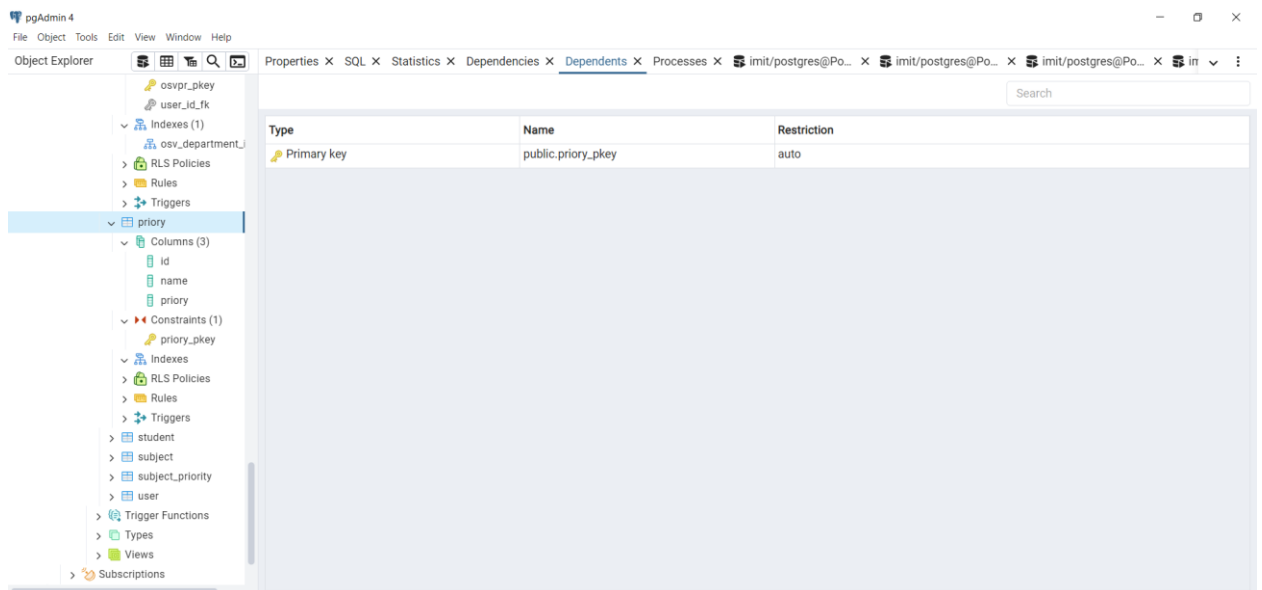 pgAdmin 4
File Object Tools Edit View Window Help
Object Explorer
Properties SQL Statistics Dependencies Dependents Processes imit/postgres@Po... imit/postgres@Po... imit/postgres@Po...
osvpr_pkey
user_id_fk
Indexes (1)
osv_department_i
RLS Policies
Rules
Triggers
priory
Columns (3)
id
name
priory
Constraints (1)
priory_pkey
Indexes
RLS Policies
Rules
Triggers
student
subject
subject_priority
user
Trigger Functions
Types
Views
Subscriptions
Search
Type Name Restriction
Primary key public.priory_pkey auto